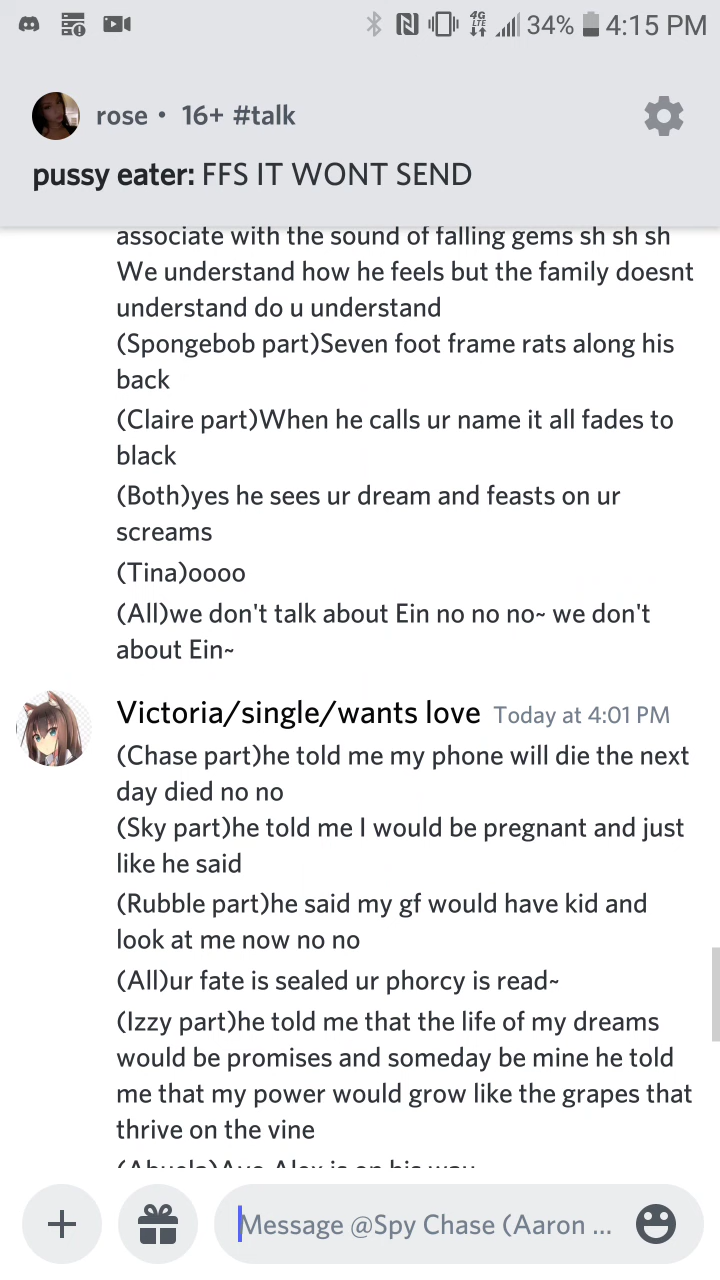 4G
LTE
34%
4:15 PM
rose • 16+ #talk
pussy eater: FFS IT WONT SEND
associate with the sound of falling gems sh sh sh
We understand how he feels but the family doesnt
understand do u understand
(Spongebob part)Seven foot frame rats along his
back
(Claire part)When he calls ur name it all fades to
black
(Both)yes he sees ur dream and feasts on ur
screams
(Tina)oooo
(All)we don't talk about Ein no no no~ we don't
about Ein~
Victoria/single/wants love Today at 4:01 PM
(Chase part)he told me my phone will die the next
day died no no
(Sky part)he told me I would be pregnant and just
like he said
(Rubble part)he said my gf would have kid and
look at me now no no
(All)ur fate is sealed ur phorcy is read~
(Izzy part)he told me that the life of my dreams
would be promises and someday be mine he told
me that my power would grow like the grapes that
thrive on the vine
(Abuela)Aye Alex is on his way
Message @Spy Chase (Aaron ...